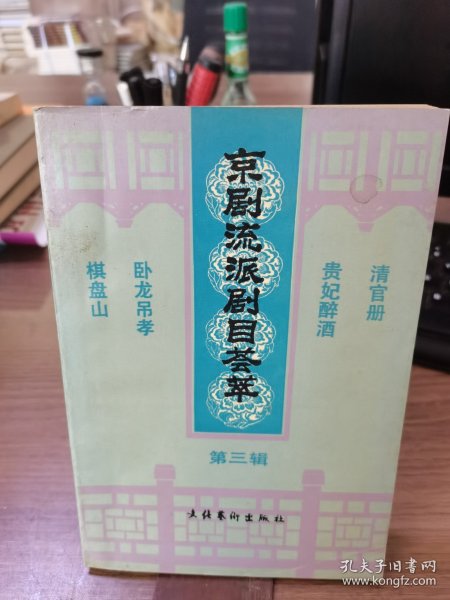 京剧流派剧目荟萃
第三辑
清官册
贵妃醉酒
卧龙吊孝
棋盘山
文化艺术出版社
孔夫子旧书网
www.kongfz.com